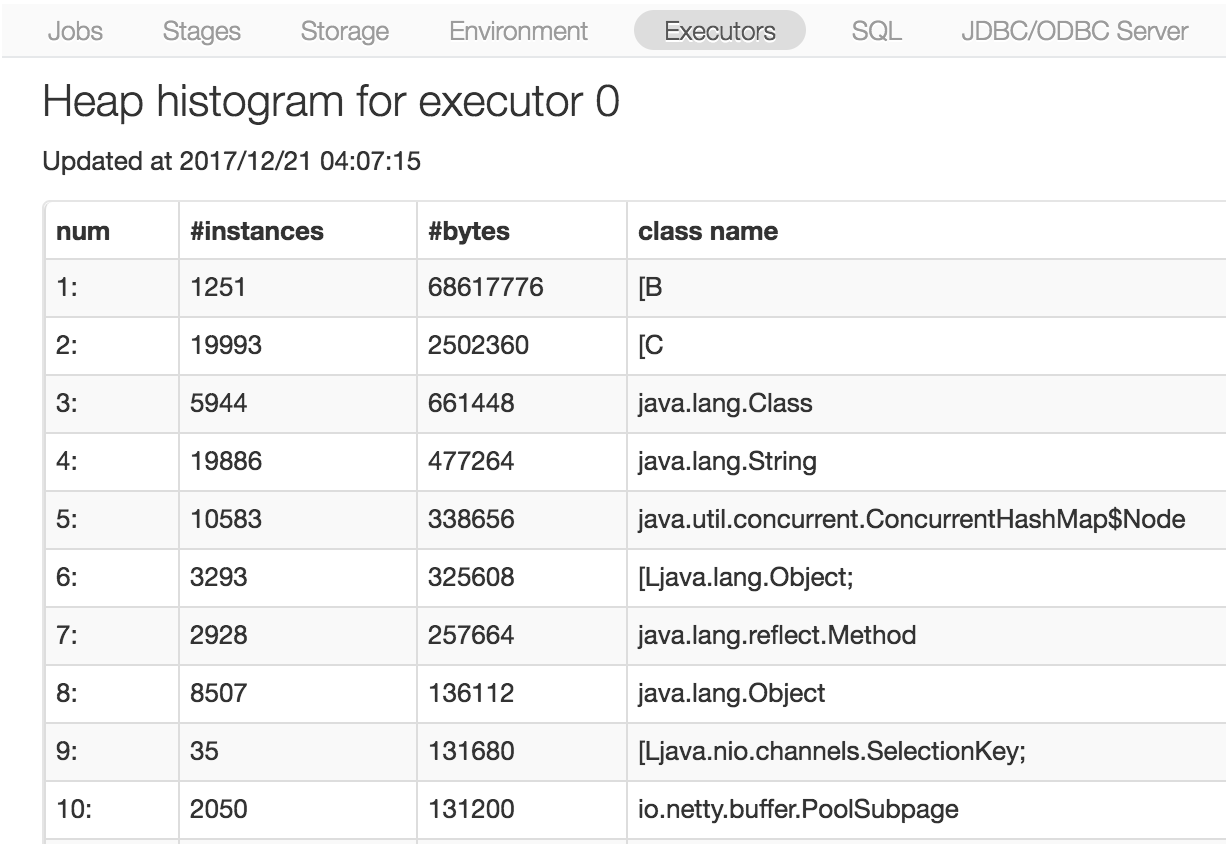 Jobs Stages Storage Environment Executors SQL JDBC/ODBC Server
Heap histogram for executor 0
Updated at 2017/12/21 04:07:15
num #instances #bytes class name
1: 1251 68617776 [B
2: 19993 2502360 [C
3: 5944 661448 java.lang.Class
4: 19886 477264 java.lang.String
5: 10583 338656 java.util.concurrent.ConcurrentHashMap$Node
6: 3293 325608 [Ljava.lang.Object;
7: 2928 257664 java.lang.reflect.Method
8: 8507 136112 java.lang.Object
9: 35 131680 [Ljava.nio.channels.SelectionKey;
10: 2050 131200 io.netty.buffer.PoolSubpage